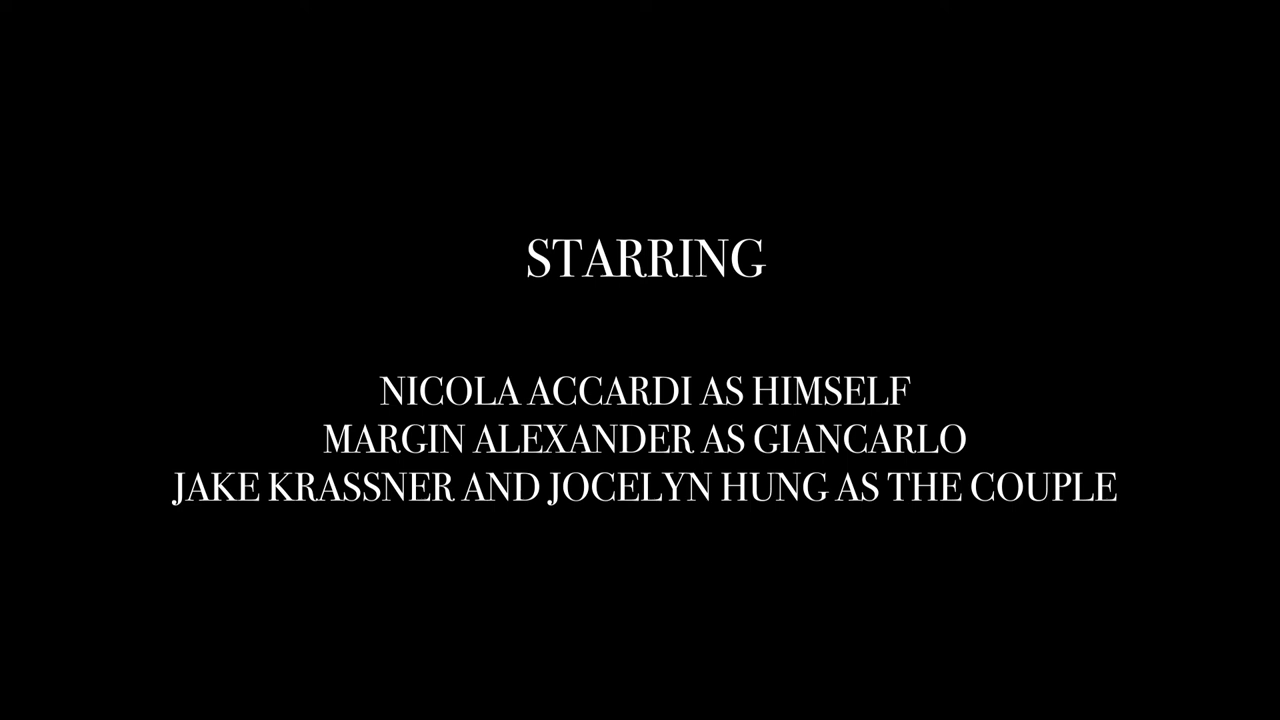 STARRING
NICOLA ACCARDI AS HIMSELF
MARGIN ALEXANDER AS GIANCARLO
JAKE KRASSNER AND JOCELYN HUNG AS THE COUPLE